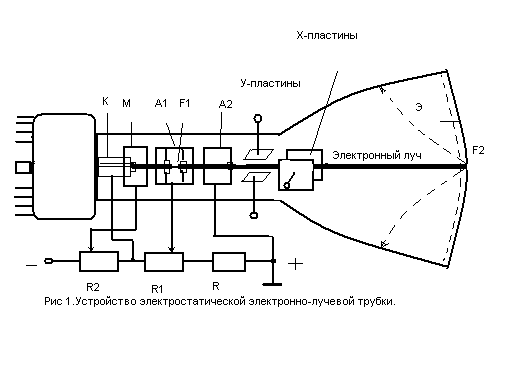 Х-пластины
У-пластины
К
М
А1
F1
А2
Э
Электронный луч
F2
–
+
R2
R1
R
Рис 1.Устройство электростатической электронно-лучевой трубки.